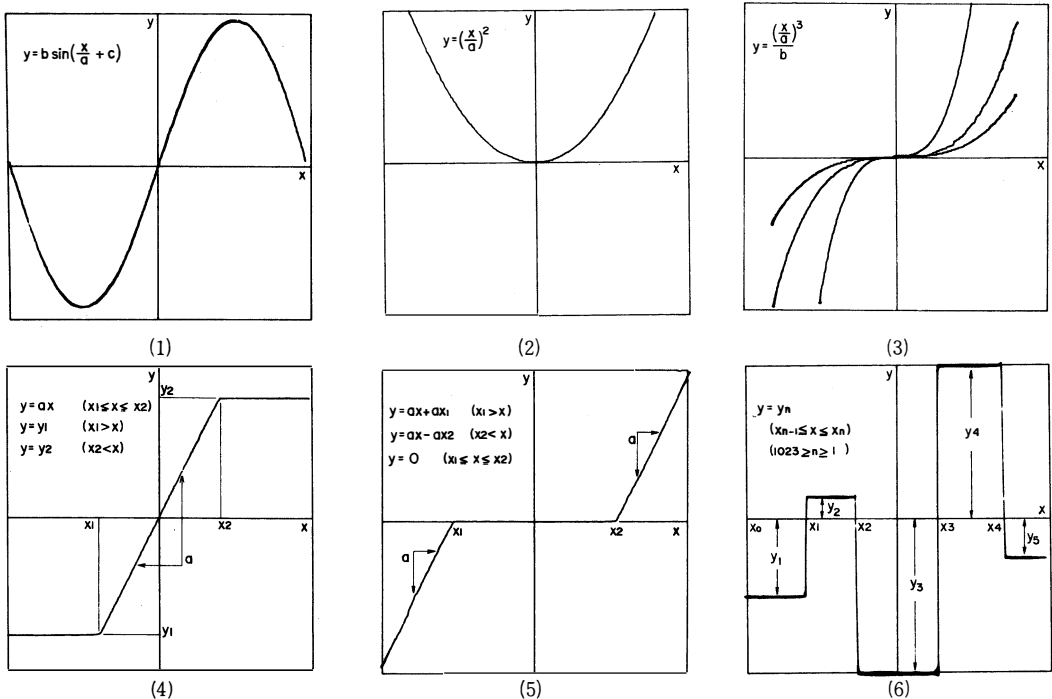 y
y = b sin(x/a + c)
x
(1)
y
y = (x/a)²
x
(2)
y
y = (x/a)³/b
x
(3)
y
y2
y = ax (x1 ≤ x ≤ x2)
y = y1 (x1 > x)
y = y2 (x2 < x)
x1
x2
x
a
y1
(4)
y
y = ax + ax1 (x1 > x)
y = ax − ax2 (x2 < x)
y = 0 (x1 ≤ x ≤ x2)
a
x1
x2
x
a
(5)
y
y = yn
(xn-1 ≤ x ≤ xn)
(1023 ≥ n ≥ 1)
y4
y2
x
x0
x1
x2
x3
x4
y1
y3
y5
(6)